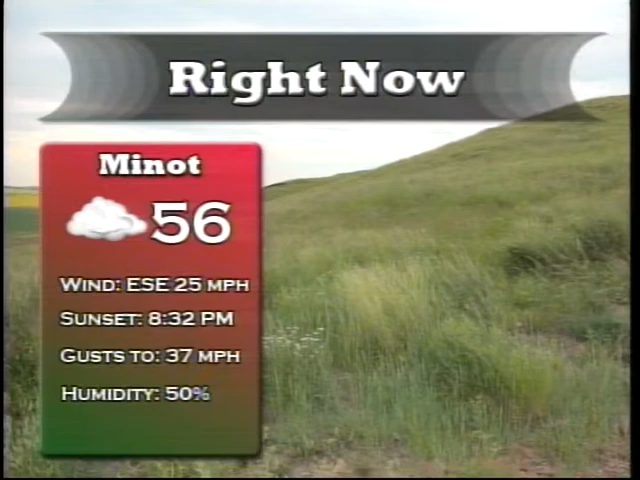 Right Now
Minot
56
Wind: ESE 25 mph
Sunset: 8:32 PM
Gusts to: 37 mph
Humidity: 50%